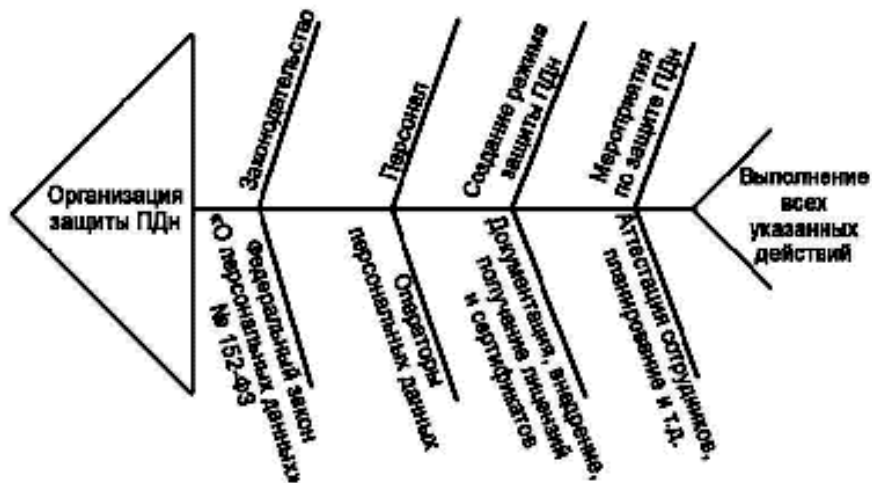 Организация
защиты ПДн
Законодательство
Персонал
Создание режима
защиты ПДн
Мероприятия
по защите ПДн
Федеральный закон
«О персональных данных»
№ 152-ФЗ
Операторы
персональных данных
Документация, внедрение,
получение лицензий
и сертификатов
Аттестация сотрудников,
планирование и т.д.
Выполнение
всех
указанных
действий